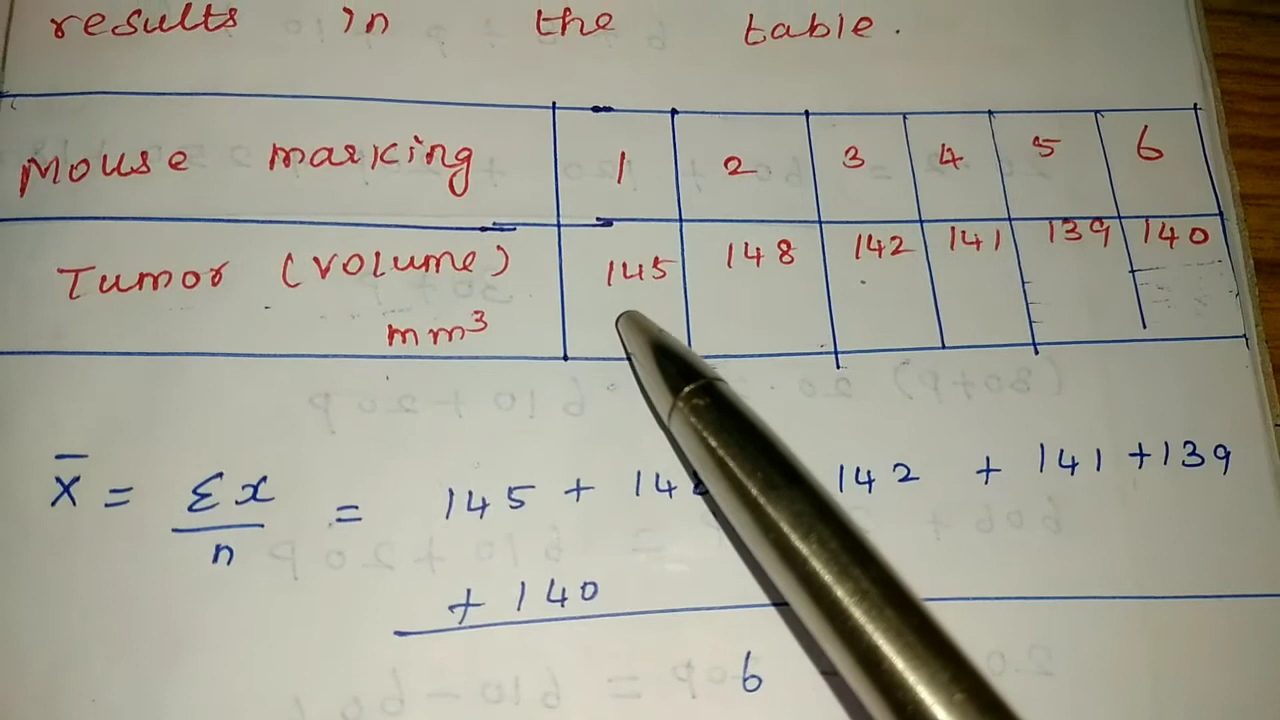 results in the table.
Mouse marking 1 2 3 4 5 6
Tumor (volume) 145 148 142 141 139 140
mm³
x̄ = Σx = 145 + 14 142 + 141 + 139
n
+ 140
6